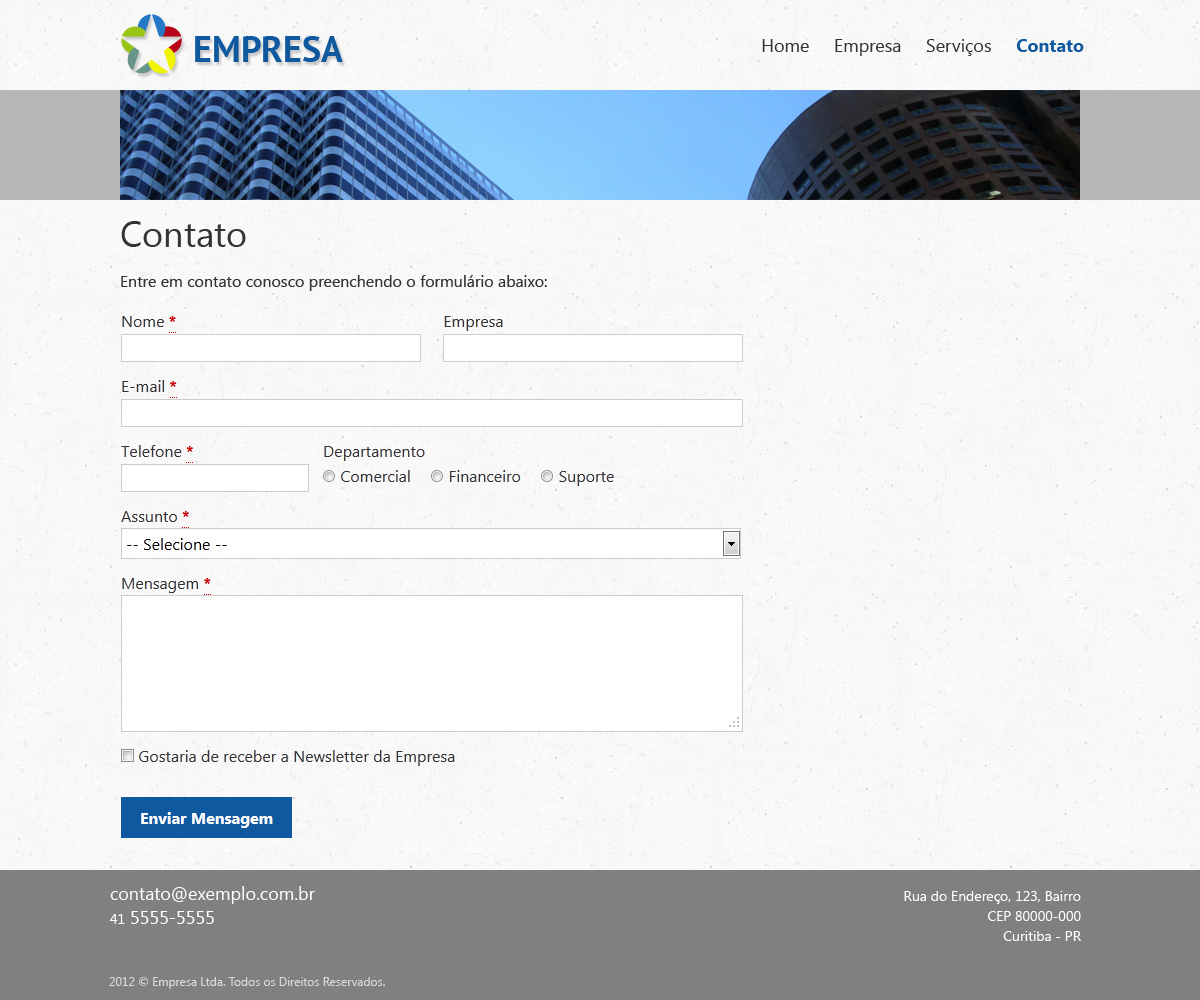 EMPRESA
Home Empresa Serviços Contato
Contato
Entre em contato conosco preenchendo o formulário abaixo:
Nome * Empresa
E-mail *
Telefone * Departamento
Comercial Financeiro Suporte
Assunto *
-- Selecione --
Mensagem *
Gostaria de receber a Newsletter da Empresa
Enviar Mensagem
contato@exemplo.com.br
41 5555-5555
Rua do Endereço, 123, Bairro
CEP 80000-000
Curitiba - PR
2012 © Empresa Ltda. Todos os Direitos Reservados.